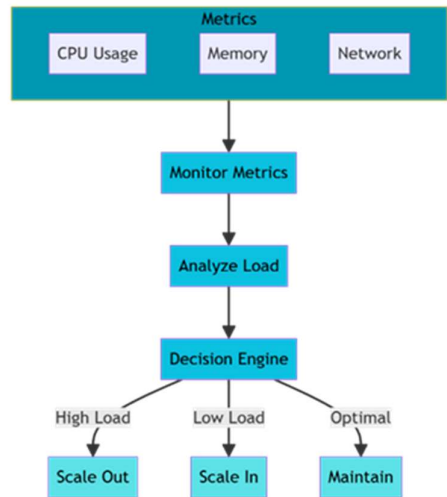 Metrics
CPU Usage Memory Network
Monitor Metrics
Analyze Load
Decision Engine
High Load Low Load Optimal
Scale Out Scale In Maintain